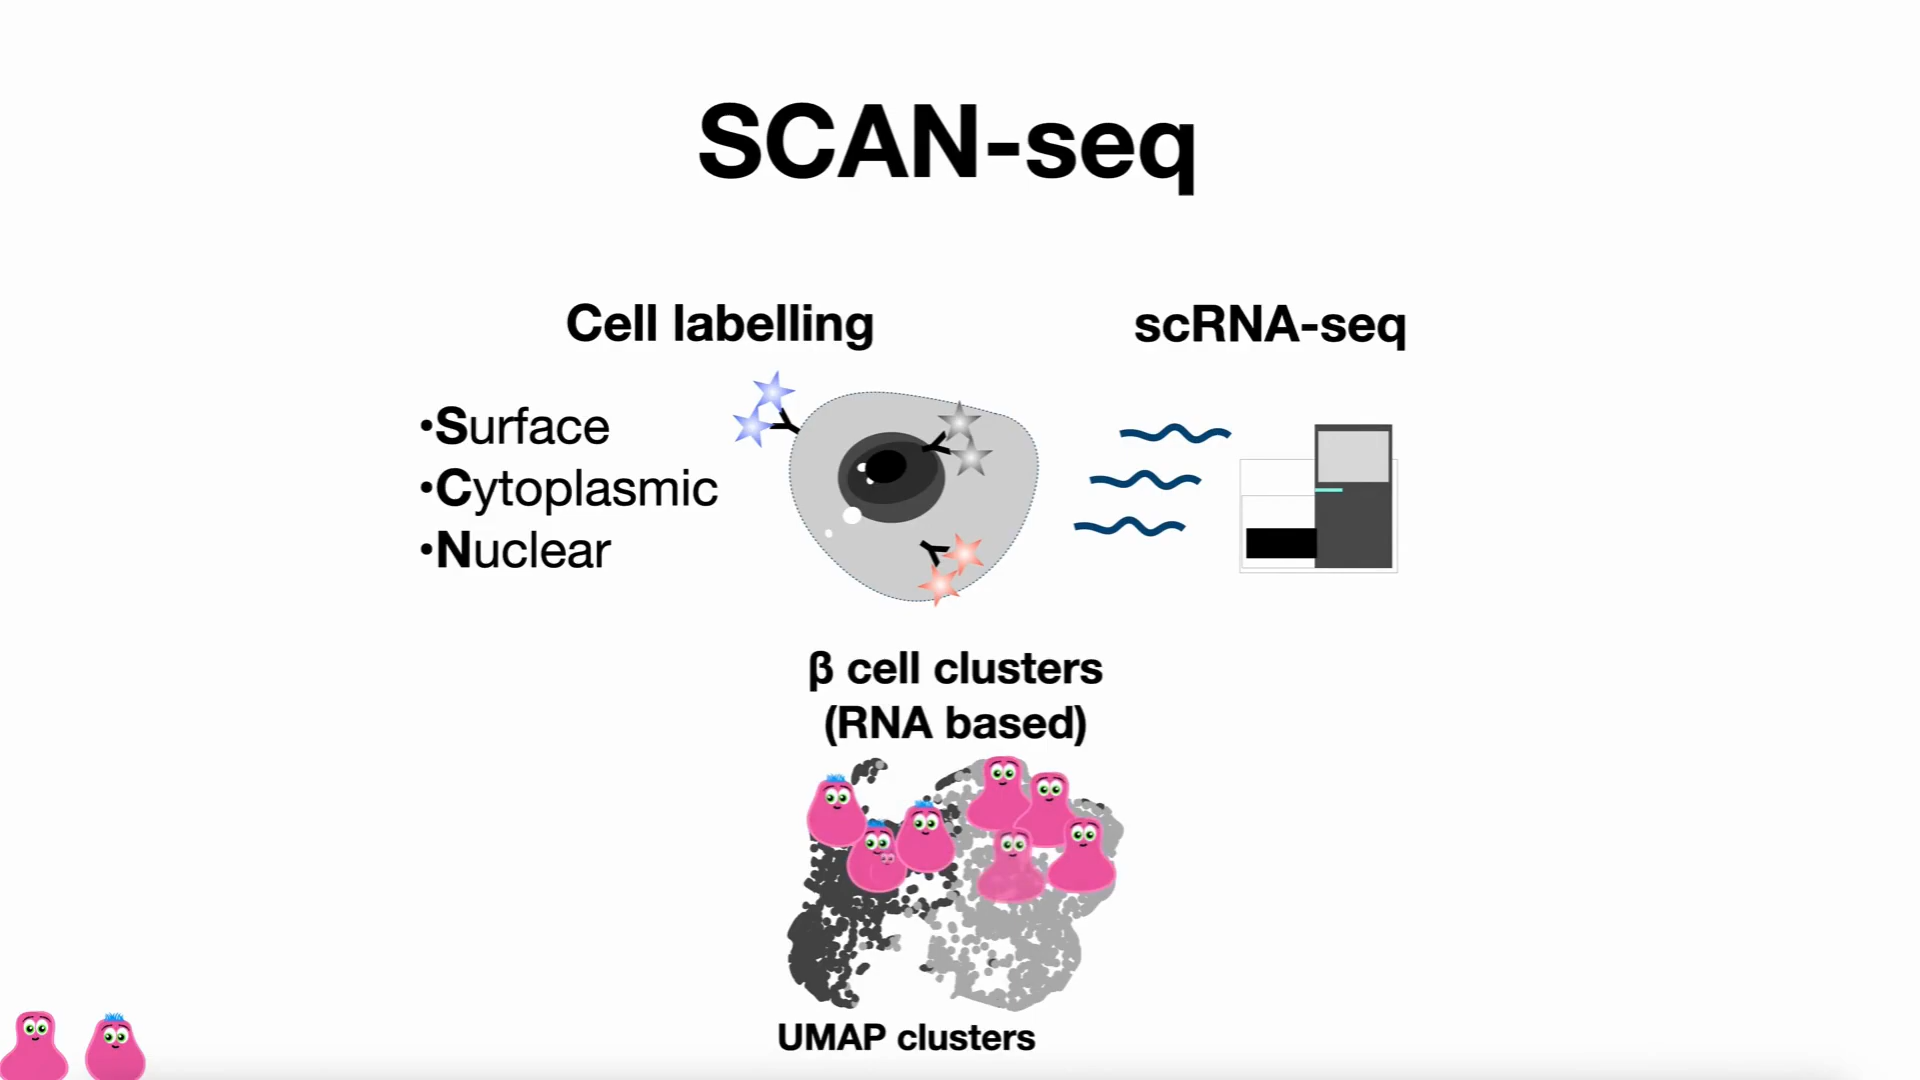 SCAN-seq
Cell labelling
scRNA-seq
•Surface
•Cytoplasmic
•Nuclear
β cell clusters
(RNA based)
UMAP clusters